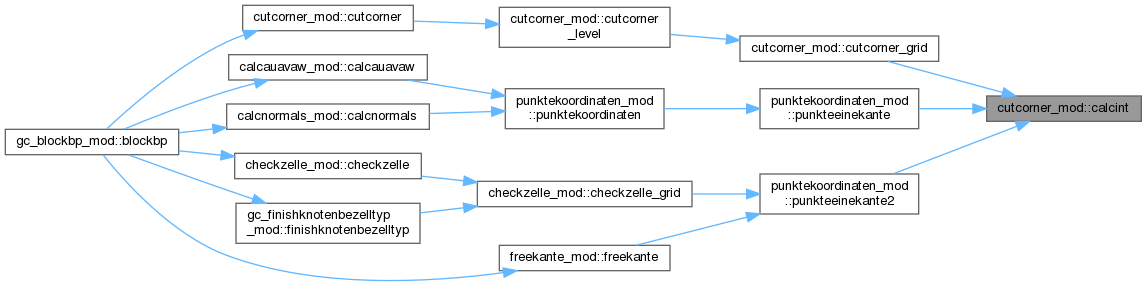 cutcorner_mod::cutcorner
cutcorner_mod::cutcorner
_level
cutcorner_mod::cutcorner_grid
calcauavaw_mod::calcauavaw
punktekoordinaten_mod
::punktekoordinaten
punktekoordinaten_mod
::punkteeinekante
cutcorner_mod::calcint
calcnormals_mod::calcnormals
gc_blockbp_mod::blockbp
checkzelle_mod::checkzelle
checkzelle_mod::checkzelle_grid
punktekoordinaten_mod
::punkteeinekante2
gc_finishknotenbezelltyp
_mod::finishknotenbezelltyp
freekante_mod::freekante